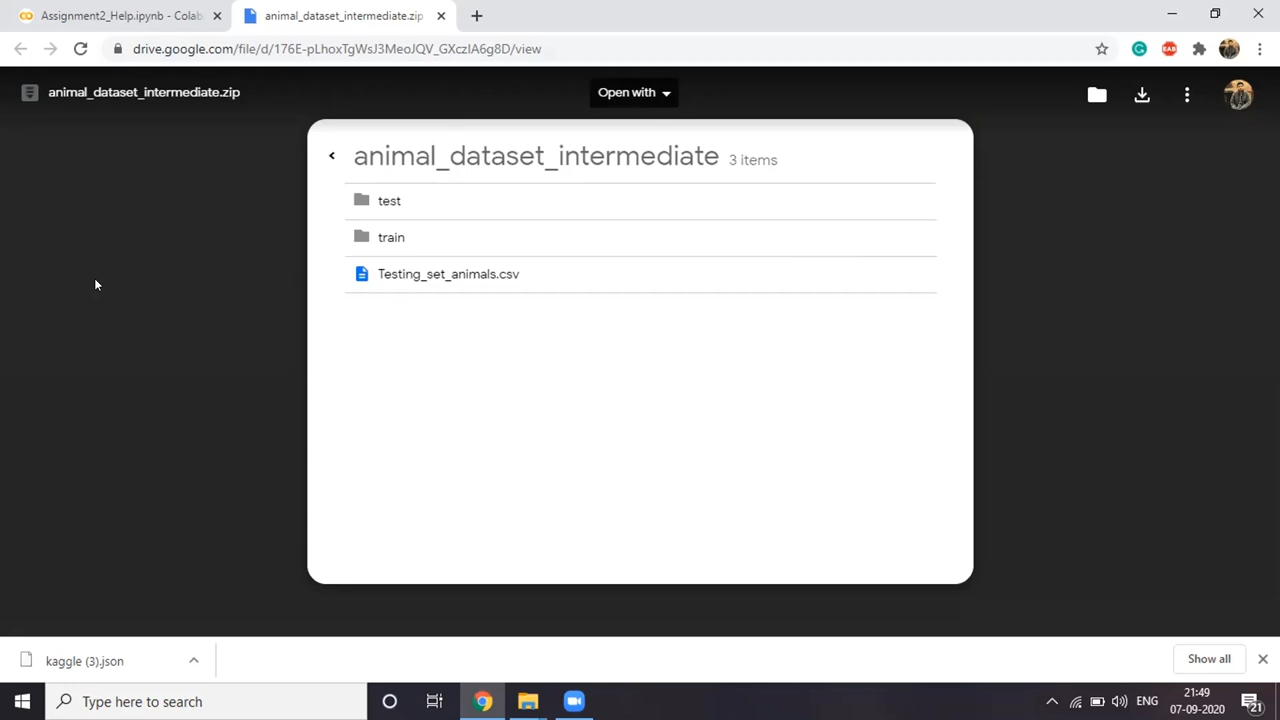 Assignment2_Help.ipynb - Colab
animal_dataset_intermediate.zip
drive.google.com/file/d/176E-pLhoxTgWsJ3MeoJQV_GXczIA6g8D/view
EAB
animal_dataset_intermediate.zip
Open with
animal_dataset_intermediate 3 items
test
train
Testing_set_animals.csv
kaggle (3).json
Show all
Type here to search
ENG
21:49
07-09-2020
21